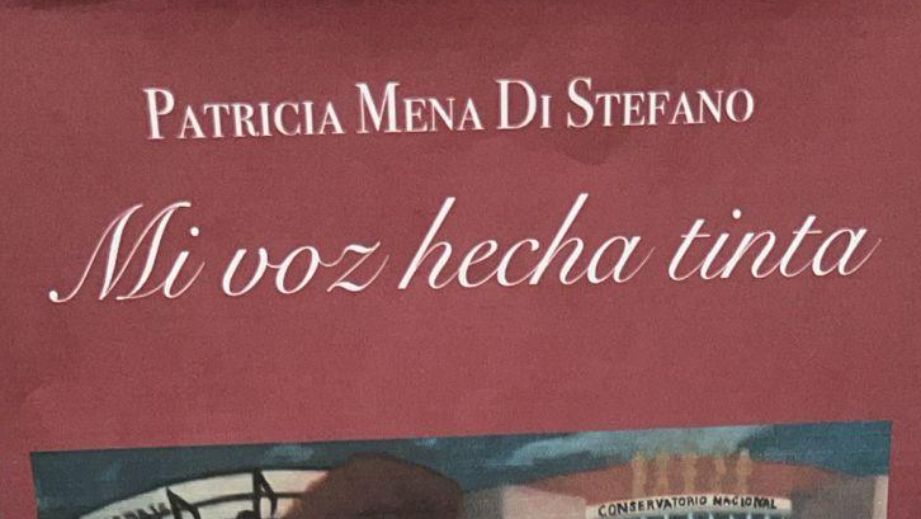 PATRICIA MENA DI STEFANO
Mi voz hecha tinta
CONSERVATORIO NACIONAL